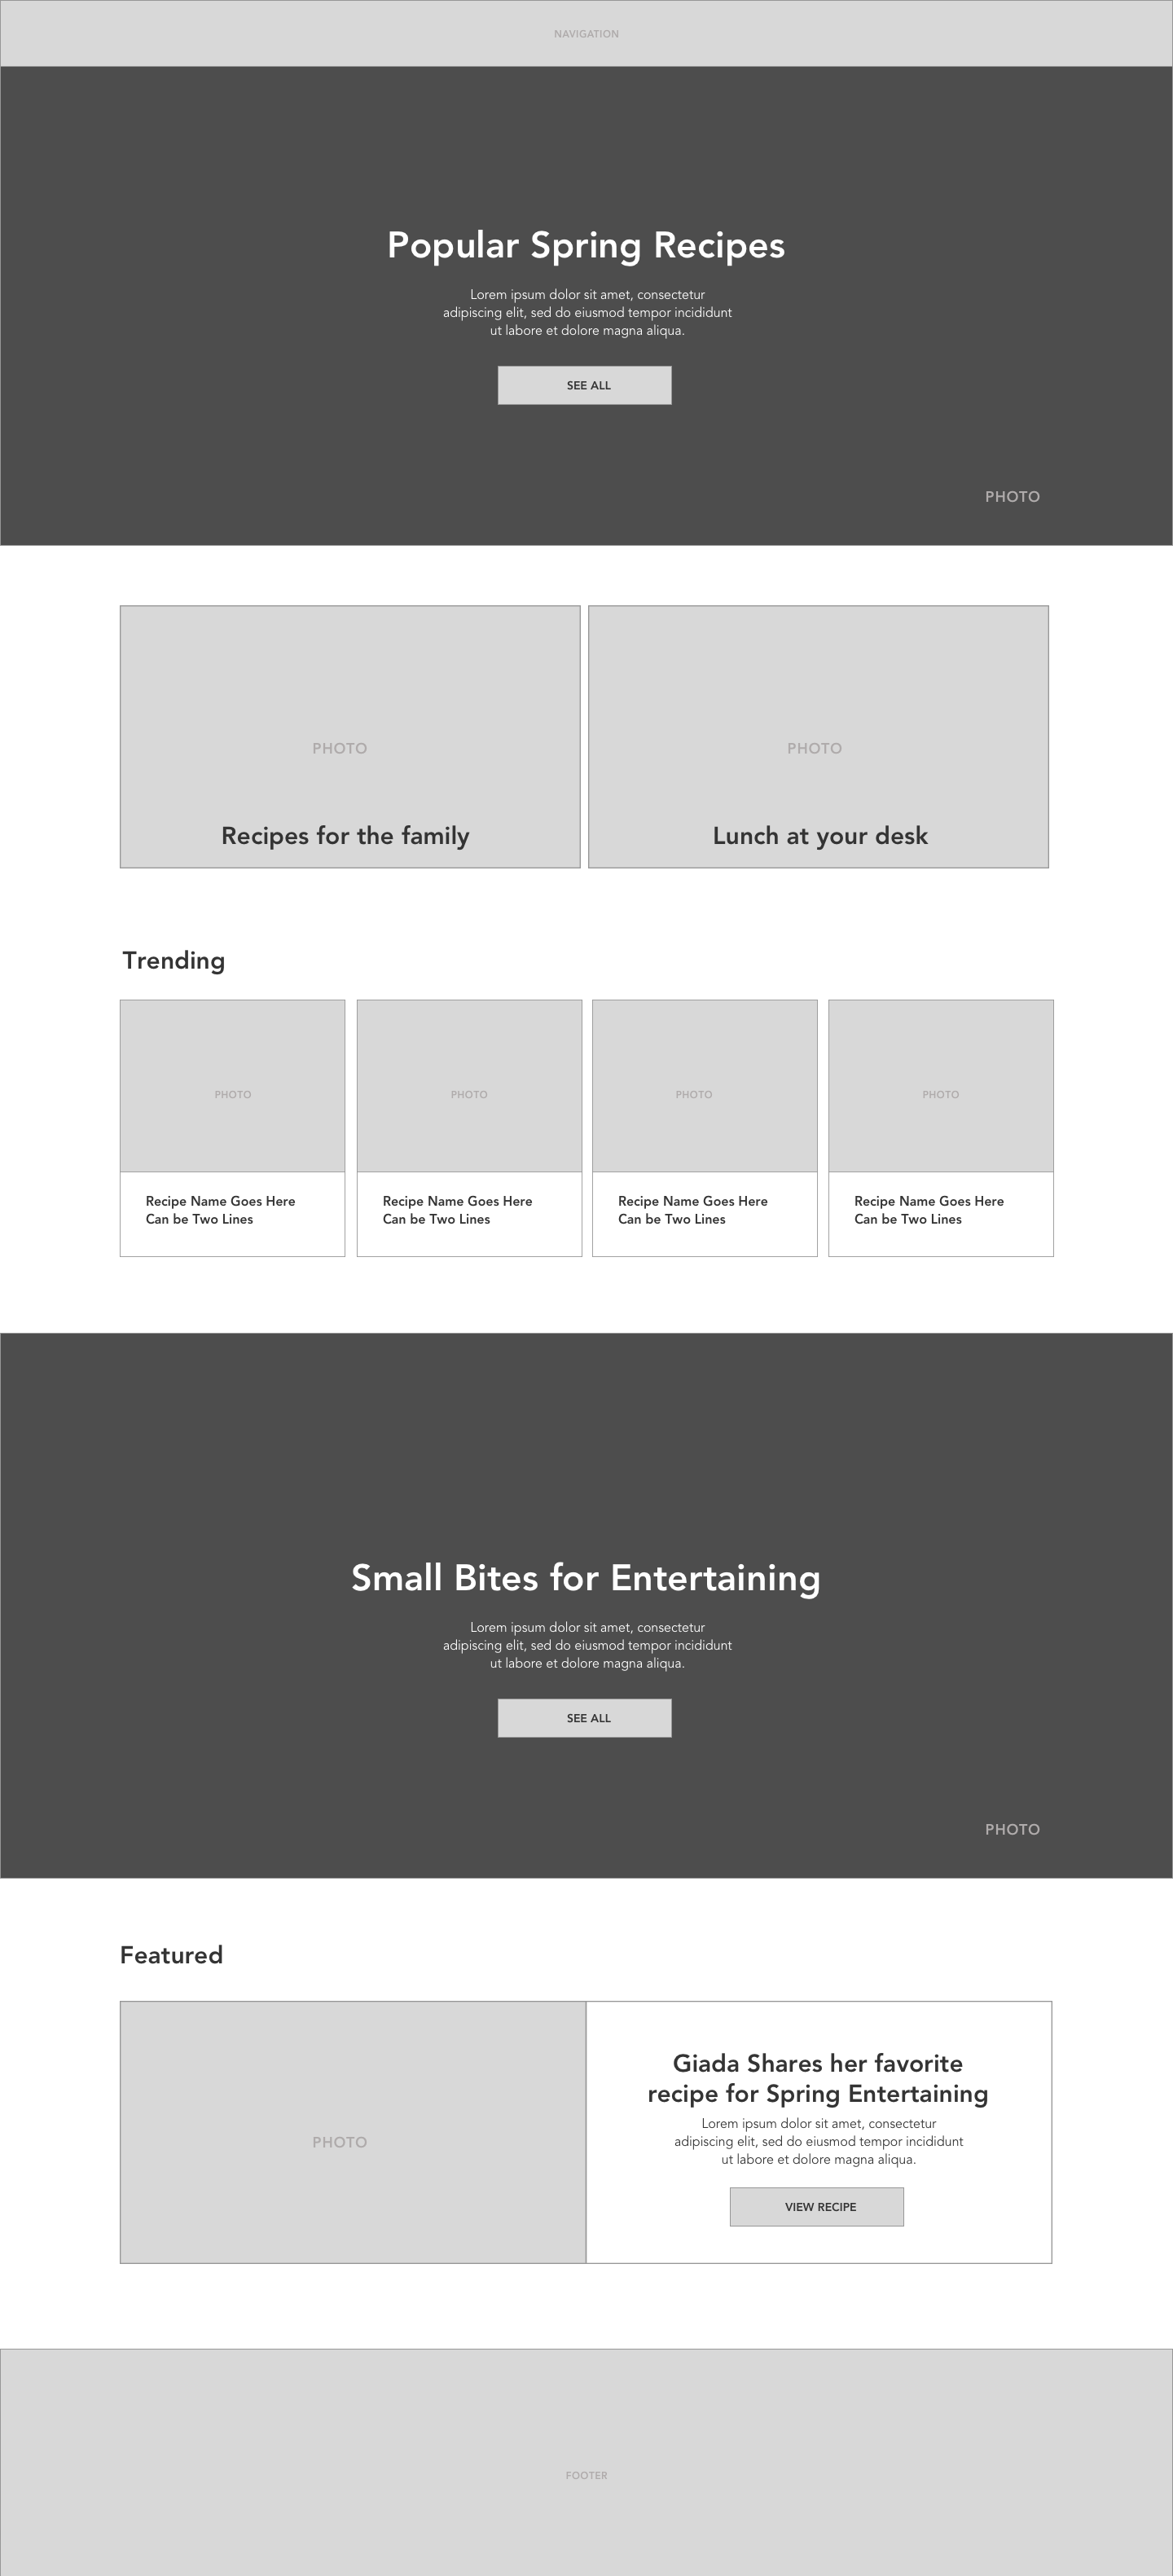 NAVIGATION
Popular Spring Recipes
Lorem ipsum dolor sit amet, consectetur
adipiscing elit, sed do eiusmod tempor incididunt
ut labore et dolore magna aliqua.
SEE ALL
PHOTO
PHOTO
Recipes for the family
PHOTO
Lunch at your desk
Trending
PHOTO
Recipe Name Goes Here
Can be Two Lines
PHOTO
Recipe Name Goes Here
Can be Two Lines
PHOTO
Recipe Name Goes Here
Can be Two Lines
PHOTO
Recipe Name Goes Here
Can be Two Lines
Small Bites for Entertaining
Lorem ipsum dolor sit amet, consectetur
adipiscing elit, sed do eiusmod tempor incididunt
ut labore et dolore magna aliqua.
SEE ALL
PHOTO
Featured
PHOTO
Giada Shares her favorite
recipe for Spring Entertaining
Lorem ipsum dolor sit amet, consectetur
adipiscing elit, sed do eiusmod tempor incididunt
ut labore et dolore magna aliqua.
VIEW RECIPE
FOOTER